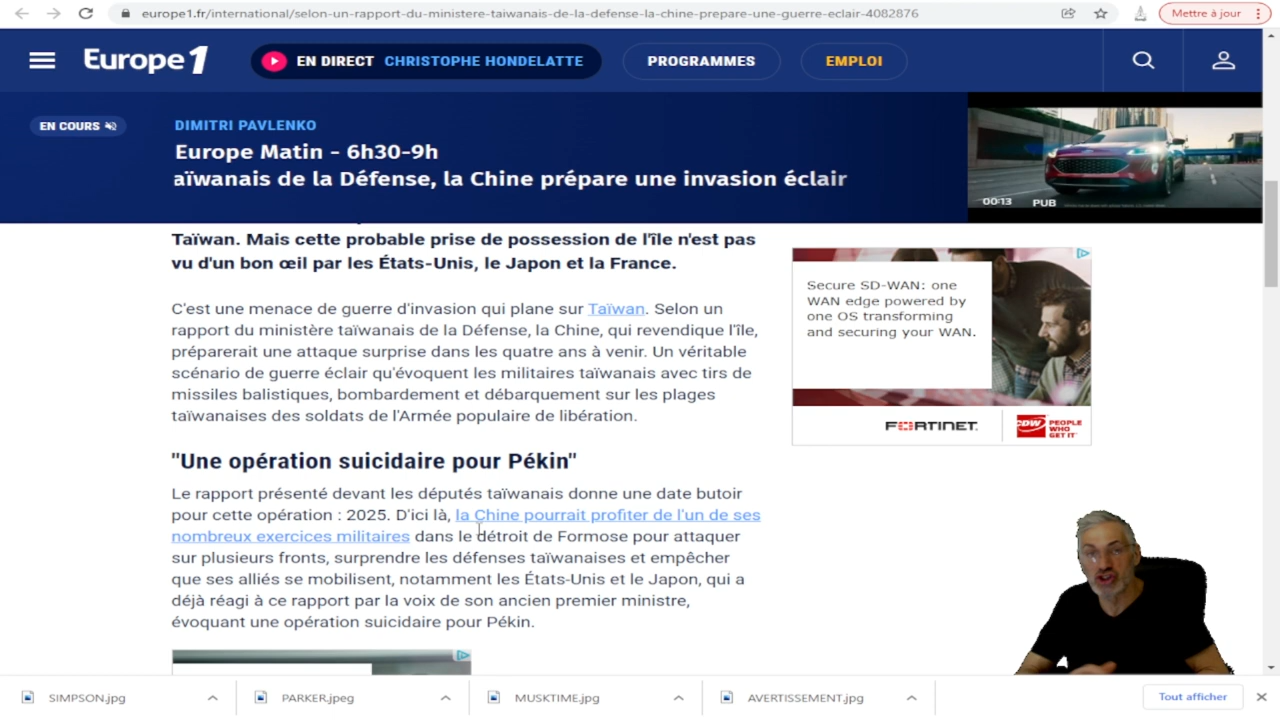 europe1.fr/international/selon-un-rapport-du-ministere-taiwanais-de-la-defense-la-chine-prepare-une-guerre-eclair-4082876
Mettre à jour
Europe 1
EN DIRECT CHRISTOPHE HONDELATTE
PROGRAMMES
EMPLOI
EN COURS
DIMITRI PAVLENKO
Europe Matin - 6h30-9h
aïwanais de la Défense, la Chine prépare une invasion éclair
00:13 PUB
Taïwan. Mais cette probable prise de possession de l'île n'est pas
vu d'un bon œil par les États-Unis, le Japon et la France.
C'est une menace de guerre d'invasion qui plane sur Taïwan. Selon un
rapport du ministère taïwanais de la Défense, la Chine, qui revendique l'île,
préparerait une attaque surprise dans les quatre ans à venir. Un véritable
scénario de guerre éclair qu'évoquent les militaires taïwanais avec tirs de
missiles balistiques, bombardement et débarquement sur les plages
taïwanaises des soldats de l'Armée populaire de libération.
"Une opération suicidaire pour Pékin"
Le rapport présenté devant les députés taïwanais donne une date butoir
pour cette opération : 2025. D'ici là, la Chine pourrait profiter de l'un de ses
nombreux exercices militaires dans le détroit de Formose pour attaquer
sur plusieurs fronts, surprendre les défenses taïwanaises et empêcher
que ses alliés se mobilisent, notamment les États-Unis et le Japon, qui a
déjà réagi à ce rapport par la voix de son ancien premier ministre,
évoquant une opération suicidaire pour Pékin.
Secure SD-WAN: one
WAN edge powered by
one OS transforming
and securing your WAN.
FORTINET
CDW PEOPLE
WHO
GET IT
SIMPSON.jpg
PARKER.jpeg
MUSKTIME.jpg
AVERTISSEMENT.jpg
Tout afficher